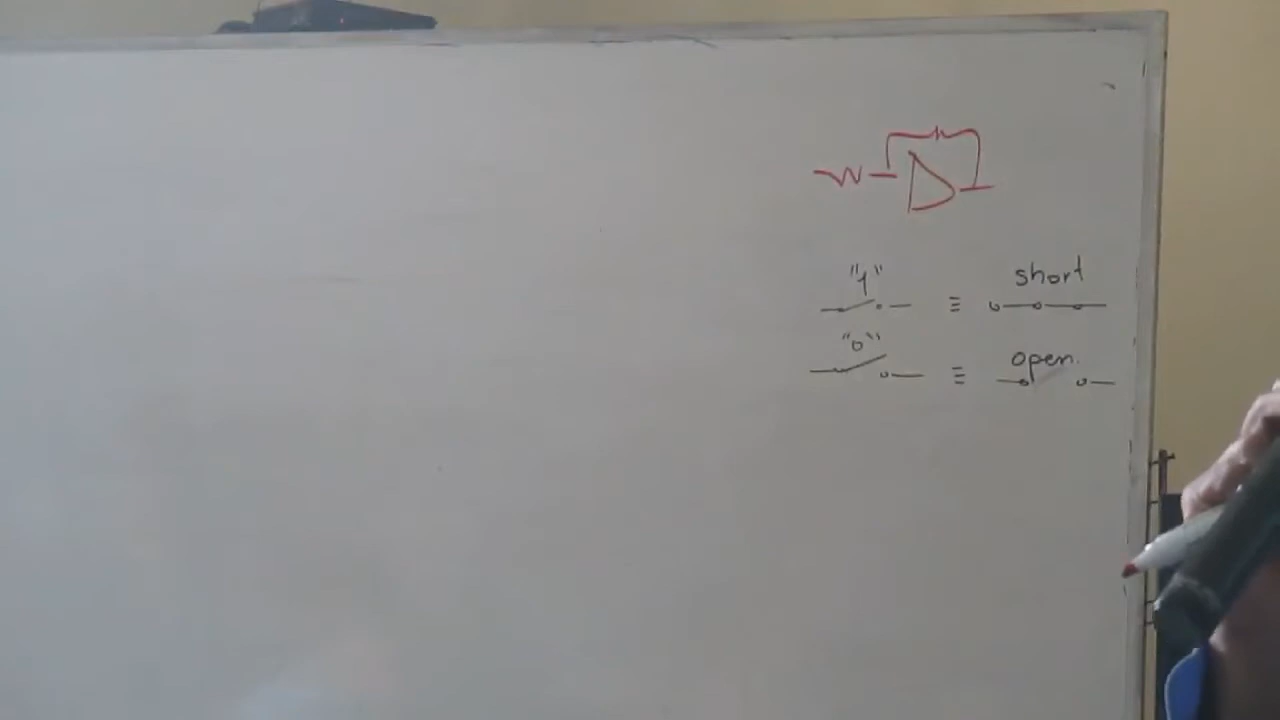 "1" short
≡
"0" open.
≡